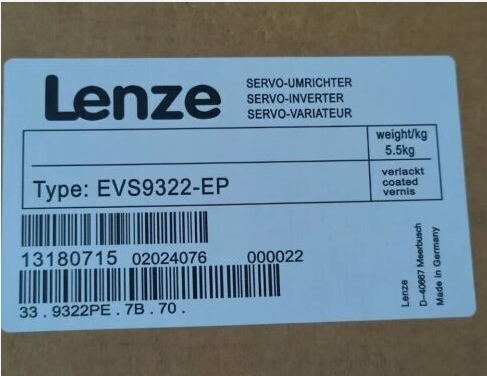 Lenze
SERVO-UMRICHTER
SERVO-INVERTER
SERVO-VARIATEUR
weight/kg
5.5kg
Type: EVS9322-EP
verlackt
coated
vernis
13180715 02024076 000022
33 . 9322PE . 7B . 70 .
Lenze
D-40667 Meerbusch
Made in Germany